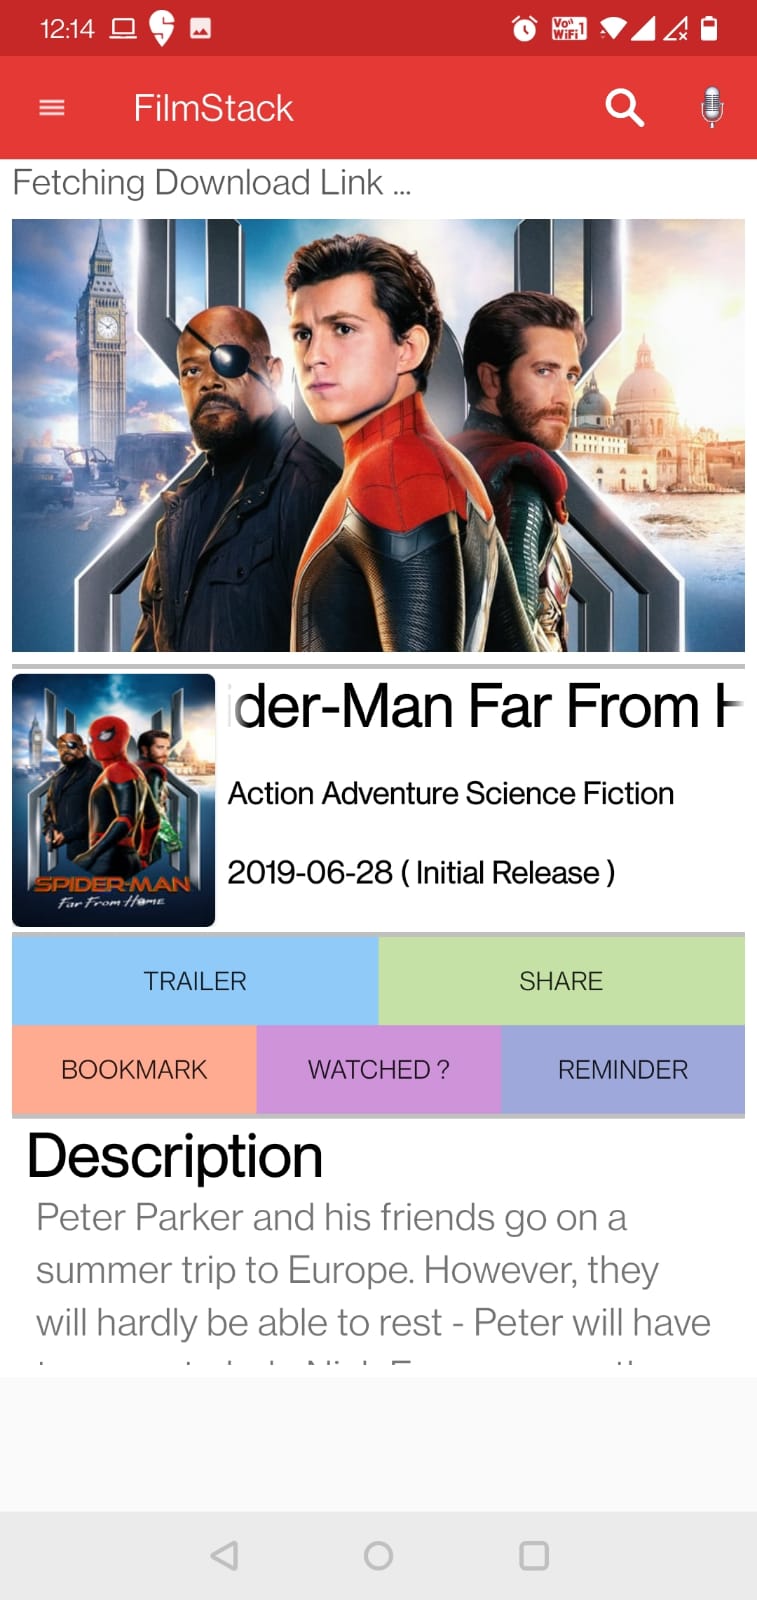 12:14
Vo))
WiFi 1
FilmStack
Fetching Download Link ...
der-Man Far From H
Action Adventure Science Fiction
2019-06-28 ( Initial Release )
SPIDER-MAN
Far From Home
TRAILER
SHARE
BOOKMARK
WATCHED ?
REMINDER
Description
Peter Parker and his friends go on a
summer trip to Europe. However, they
will hardly be able to rest - Peter will have